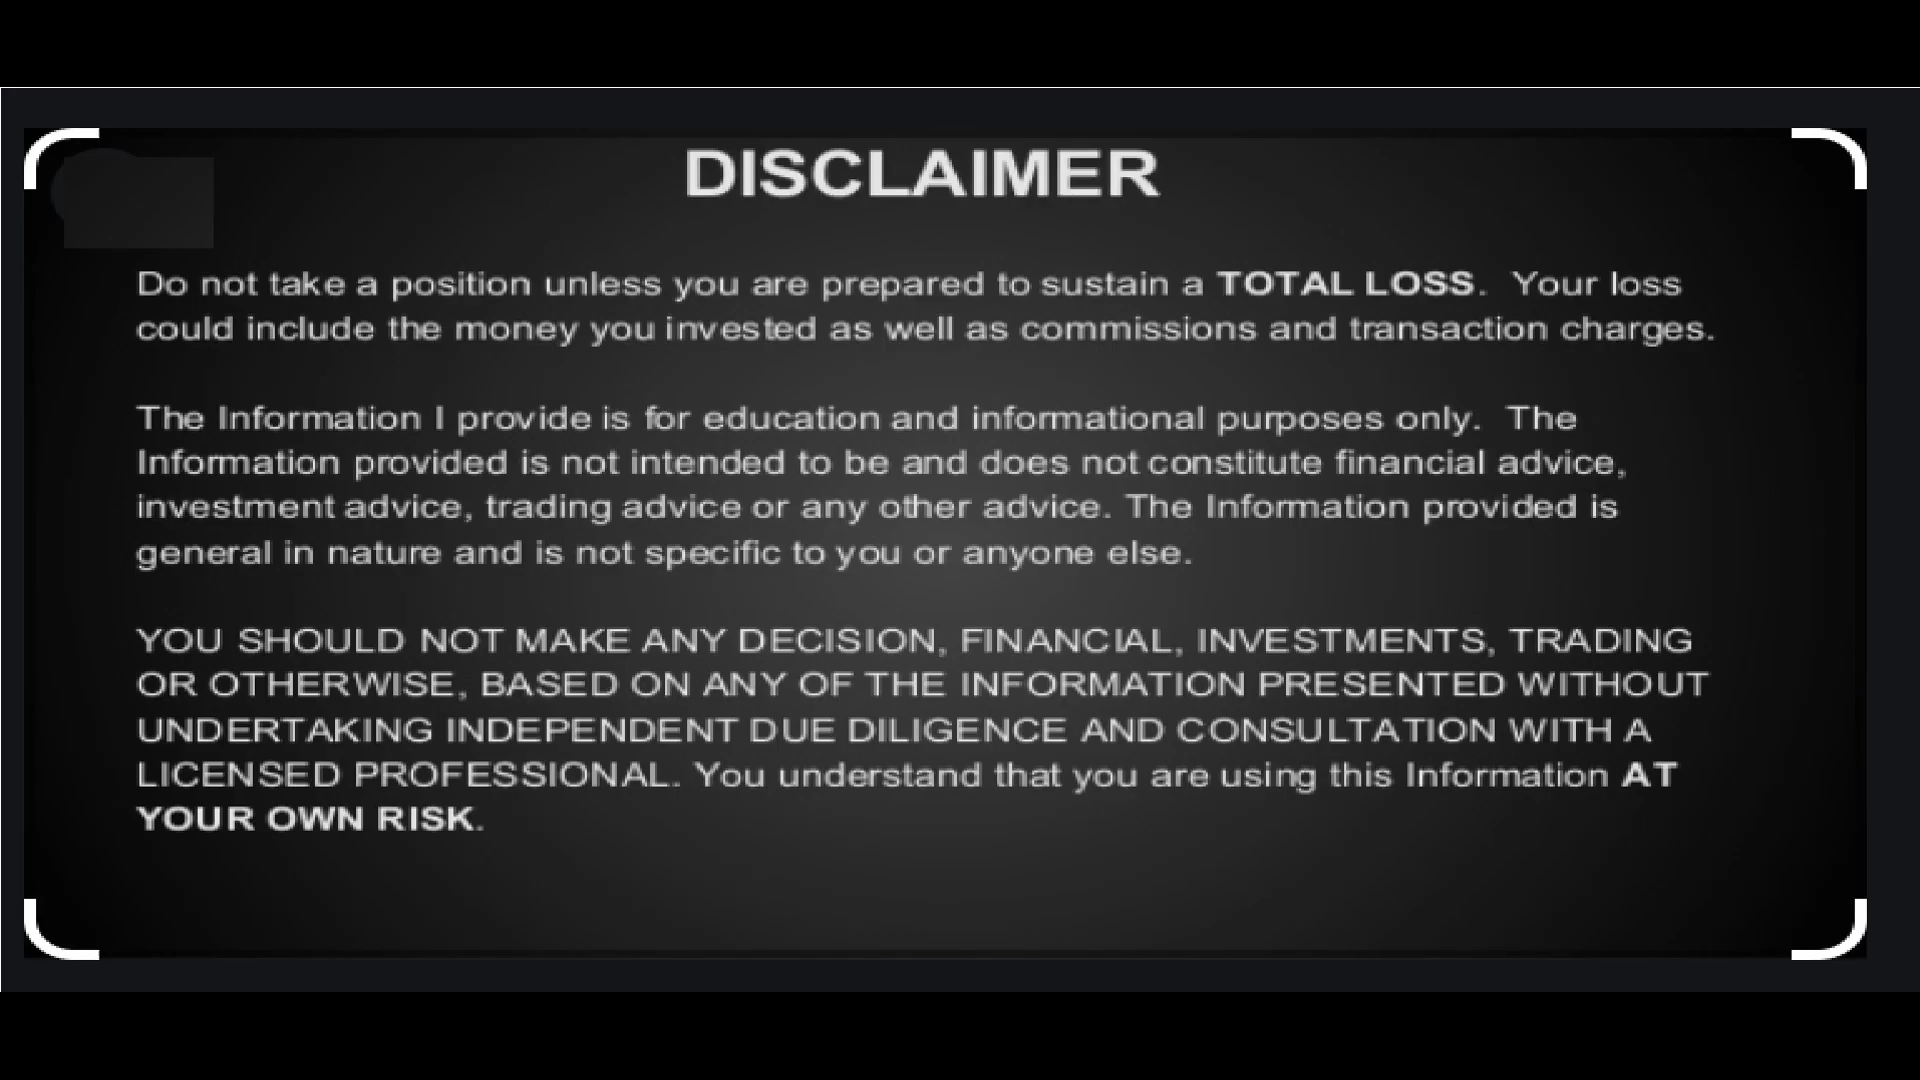 DISCLAIMER
Do not take a position unless you are prepared to sustain a TOTAL LOSS.  Your loss
could include the money you invested as well as commissions and transaction charges.
The Information I provide is for education and informational purposes only.  The
Information provided is not intended to be and does not constitute financial advice,
investment advice, trading advice or any other advice. The Information provided is
general in nature and is not specific to you or anyone else.
YOU SHOULD NOT MAKE ANY DECISION, FINANCIAL, INVESTMENTS, TRADING
OR OTHERWISE, BASED ON ANY OF THE INFORMATION PRESENTED WITHOUT
UNDERTAKING INDEPENDENT DUE DILIGENCE AND CONSULTATION WITH A
LICENSED PROFESSIONAL. You understand that you are using this Information AT
YOUR OWN RISK.